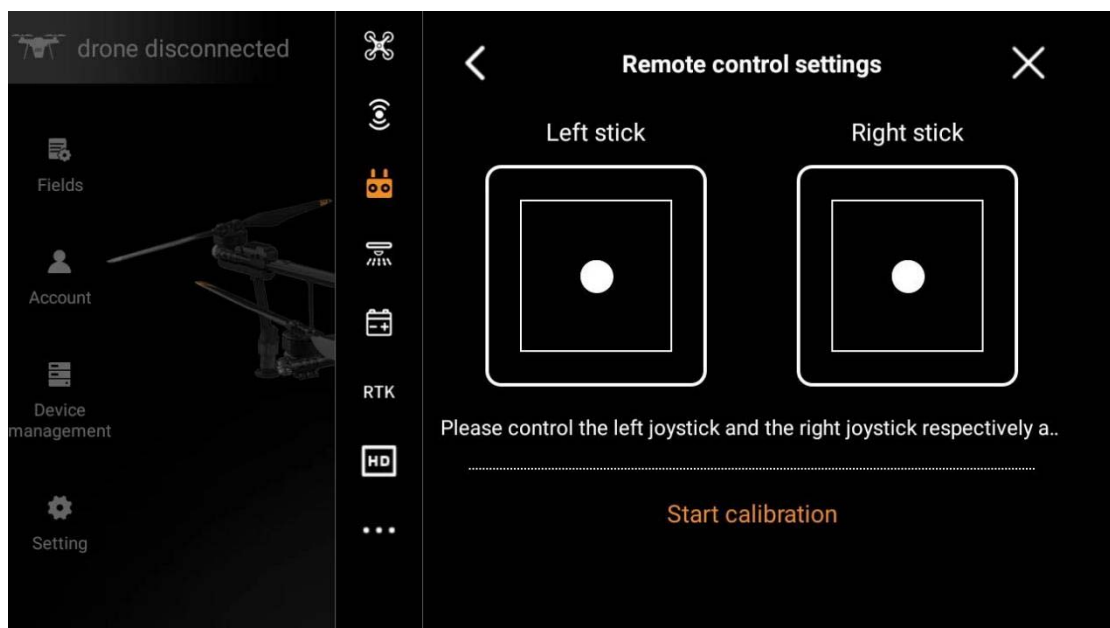 drone disconnected
Fields
Account
Device
management
Setting
RTK
HD
Remote control settings
Left stick
Right stick
Please control the left joystick and the right joystick respectively a..
Start calibration